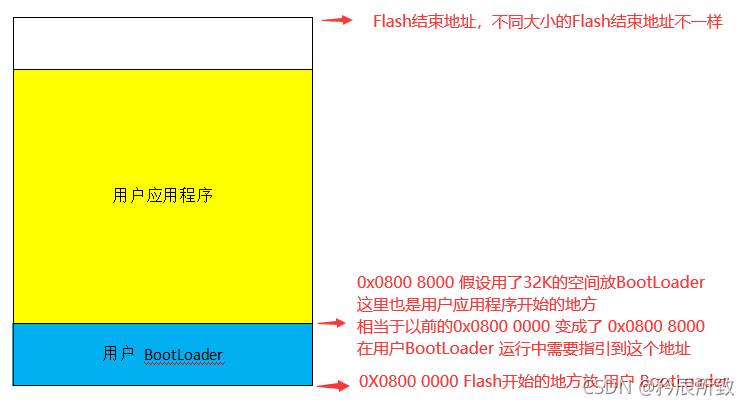 Flash结束地址，不同大小的Flash结束地址不一样
用户应用程序
0x0800 8000 假设用了32K的空间放BootLoader
这里也是用户应用程序开始的地方
相当于以前的0x0800 0000 变成了 0x0800 8000
在用户BootLoader 运行中需要指引到这个地址
用户 BootLoader
0X0800 0000 Flash开始的地方放 用户 BootLoader
CSDN @矜辰所致